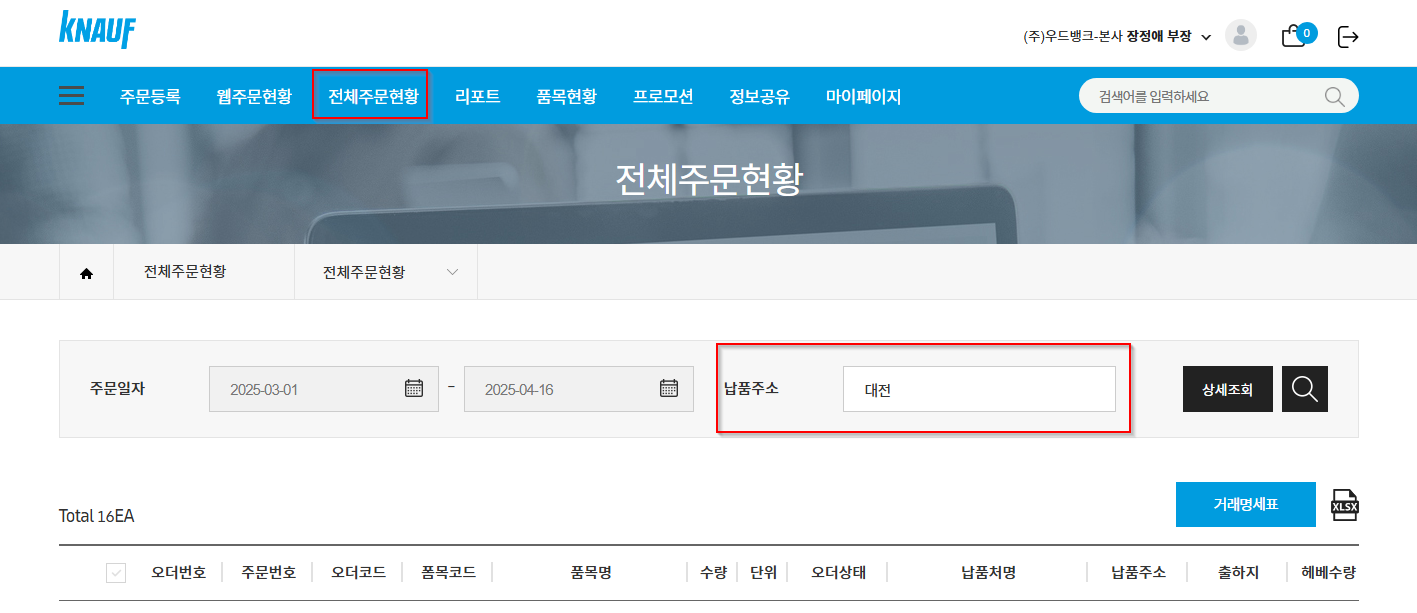 KNAUF
(주)우드뱅크-본사 장정애 부장
0
주문등록 웹주문현황 전체주문현황 리포트 품목현황 프로모션 정보공유 마이페이지
검색어를 입력하세요
전체주문현황
전체주문현황 전체주문현황
주문일자 2025-03-01 - 2025-04-16 납품주소 대전 상세조회
Total 16EA
거래명세표
XLSX
오더번호 주문번호 오더코드 품목코드 품목명 수량 단위 오더상태 납품처명 납품주소 출하지 헤베수량